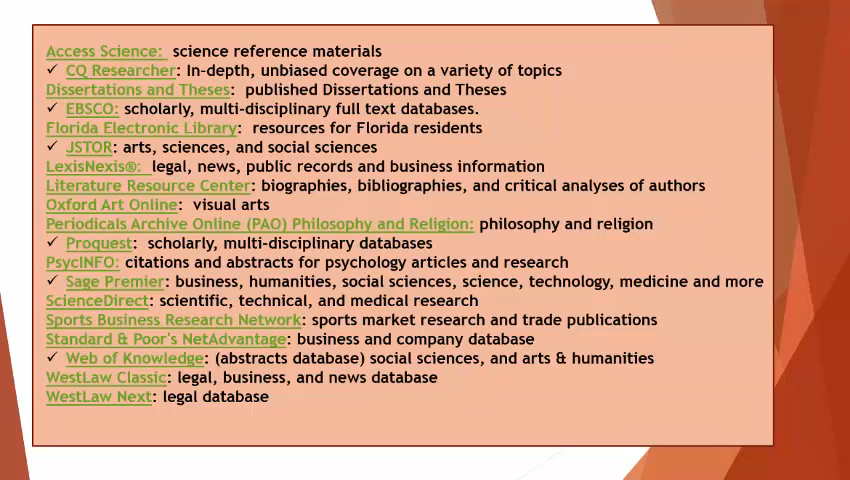 Access Science:  science reference materials
✓ CQ Researcher: In-depth, unbiased coverage on a variety of topics
Dissertations and Theses:  published Dissertations and Theses
✓ EBSCO: scholarly, multi-disciplinary full text databases.
Florida Electronic Library:  resources for Florida residents
✓ JSTOR: arts, sciences, and social sciences
LexisNexis®:  legal, news, public records and business information
Literature Resource Center: biographies, bibliographies, and critical analyses of authors
Oxford Art Online:  visual arts
Periodicals Archive Online (PAO) Philosophy and Religion: philosophy and religion
✓ Proquest:  scholarly, multi-disciplinary databases
PsycINFO: citations and abstracts for psychology articles and research
✓ Sage Premier: business, humanities, social sciences, science, technology, medicine and more
ScienceDirect: scientific, technical, and medical research
Sports Business Research Network: sports market research and trade publications
Standard & Poor's NetAdvantage: business and company database
✓ Web of Knowledge: (abstracts database) social sciences, and arts & humanities
WestLaw Classic: legal, business, and news database
WestLaw Next: legal database